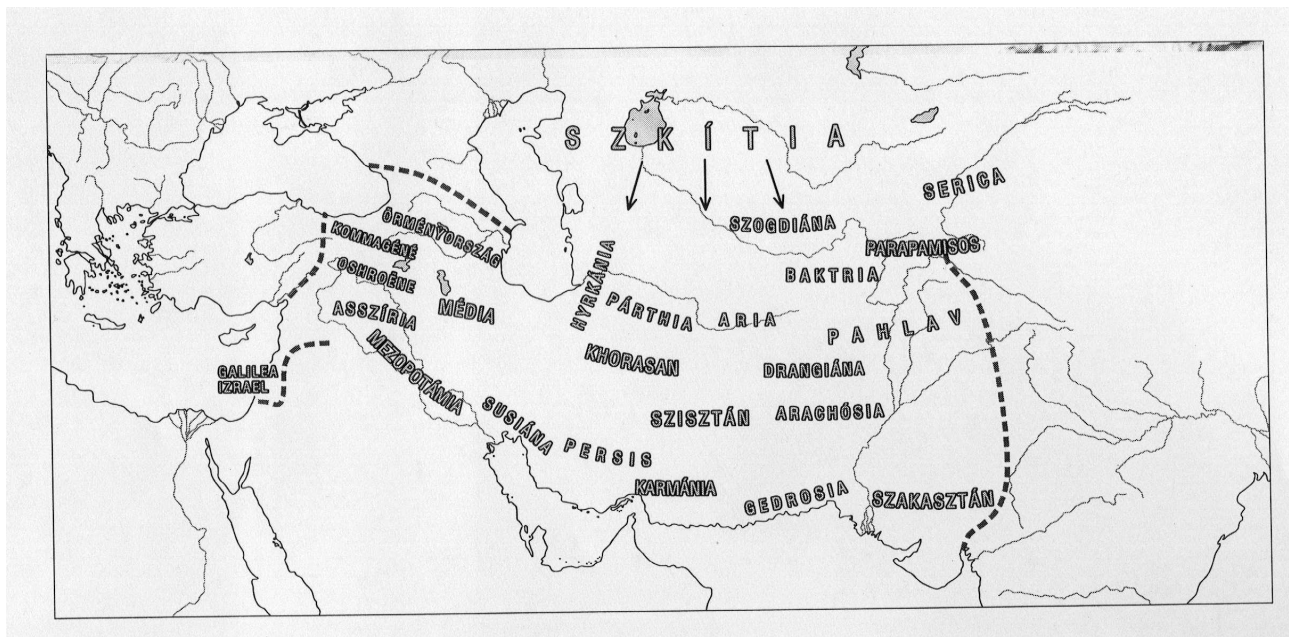 SZKÍTIA
SERICA
SZOGDIÁNA
ÖRMÉNYORSZÁG
KOMMAGÉNÉ
PARAPAMISOS
OSHROÉNE
BAKTRIA
HYRKÁNIA
ASSZÍRIA
MÉDIA
PÁRTHIA
ARIA
PAHLAV
MEZOPOTÁMIA
KHORASAN
DRANGIÁNA
GALILEA
IZRAEL
SZISZTÁN
ARACHÓSIA
SUSIÁNA
PERSIS
KARMÁNIA
GEDROSIA
SZAKASZTÁN